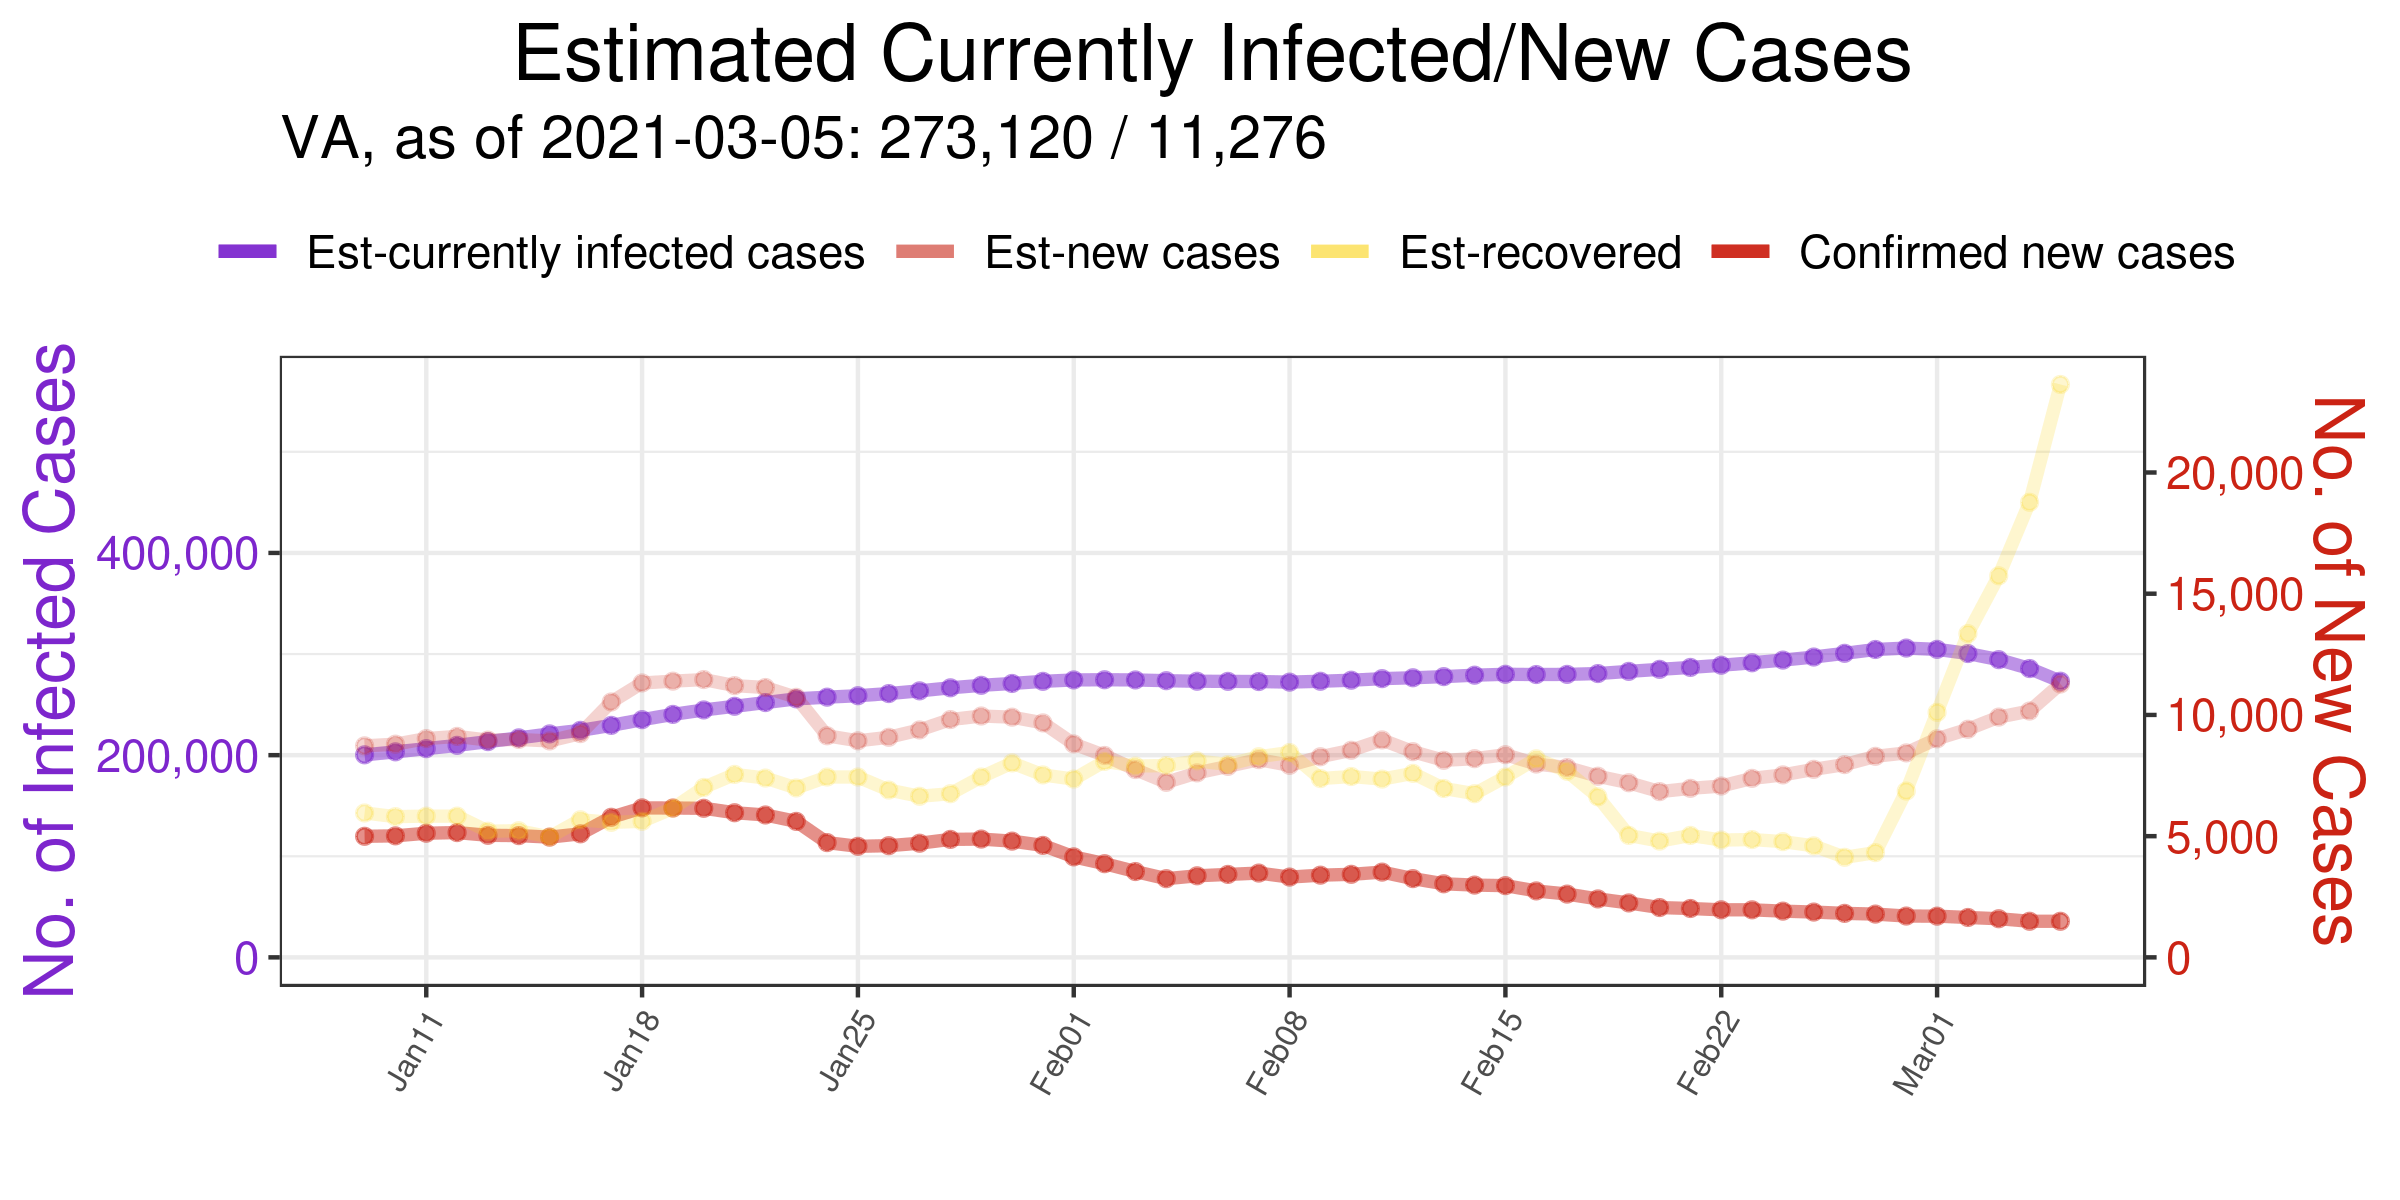 Estimated Currently Infected/New Cases
VA, as of 2021-03-05: 273,120 / 11,276
Est-currently infected cases
Est-new cases
Est-recovered
Confirmed new cases
No. of Infected Cases
400,000
200,000
0
20,000
15,000
10,000
5,000
0
No. of New Cases
Jan11
Jan18
Jan25
Feb01
Feb08
Feb15
Feb22
Mar01